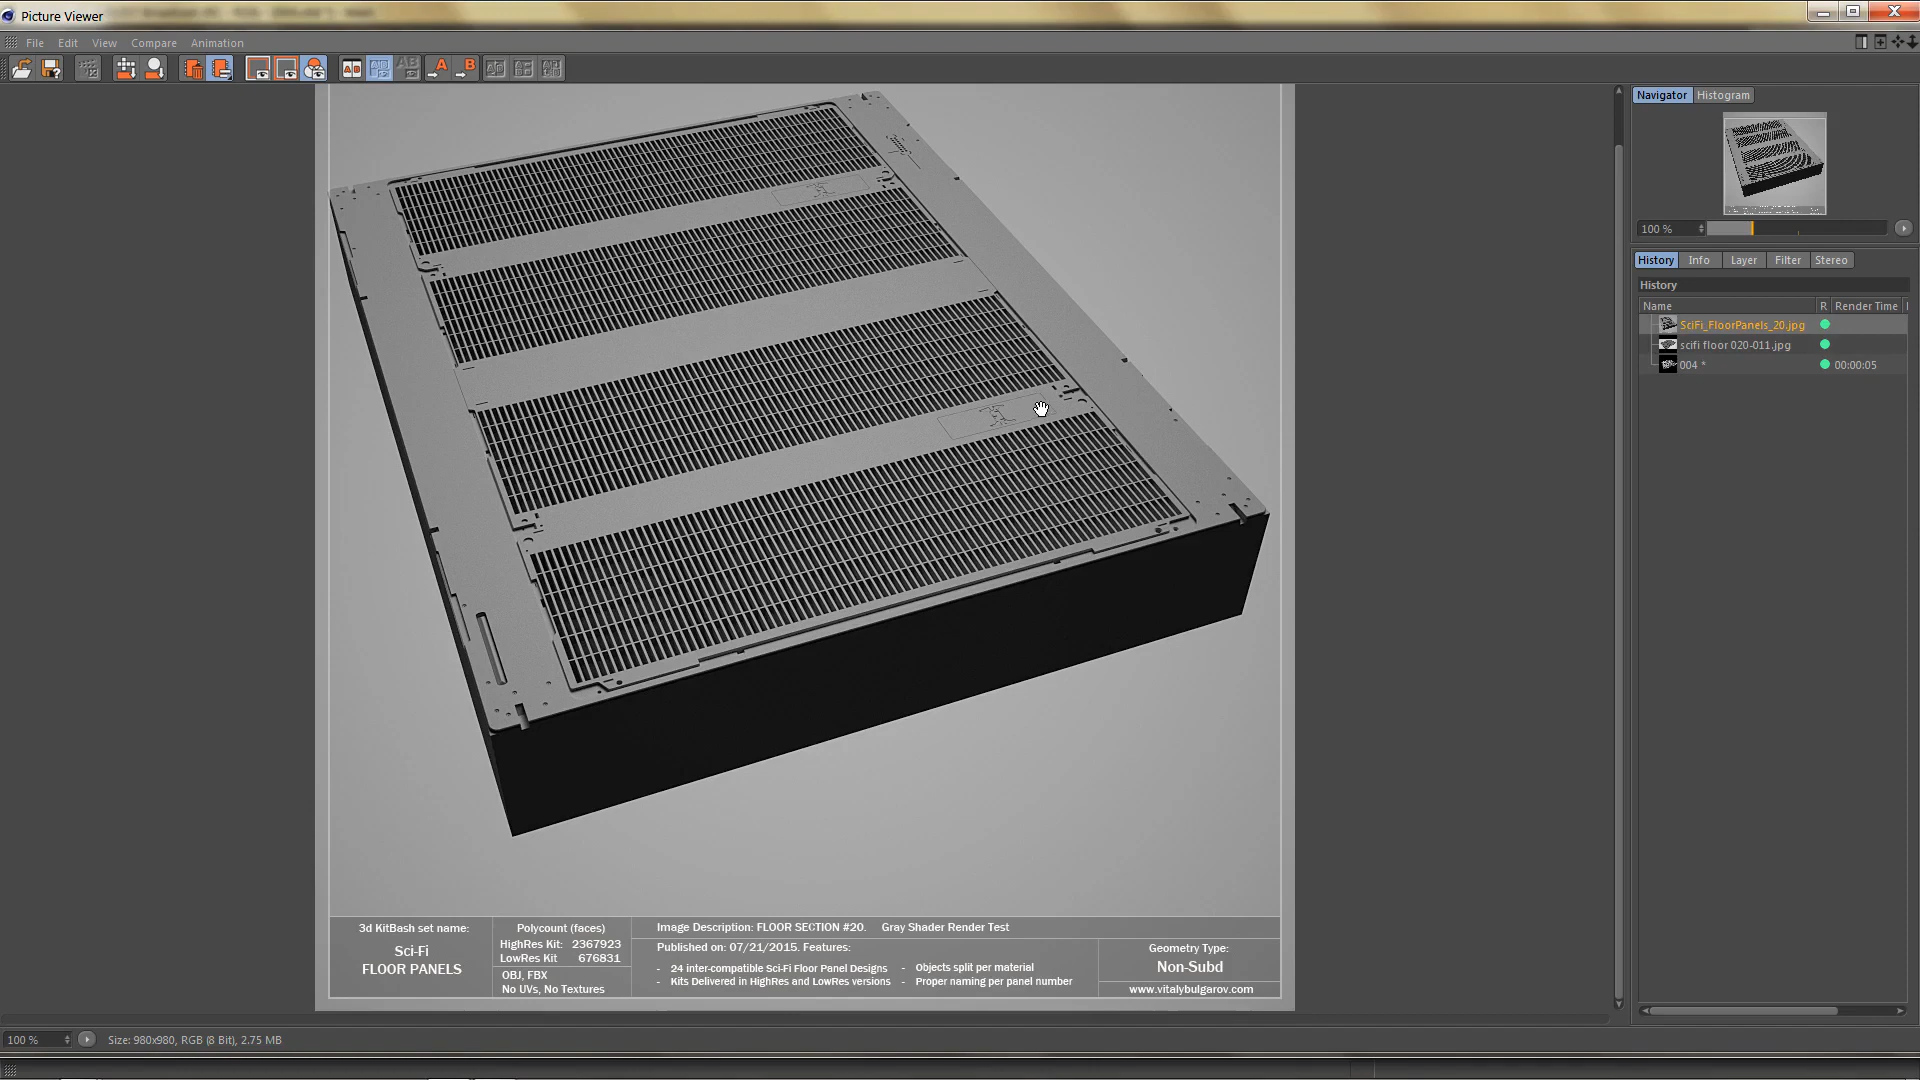 Picture Viewer
File Edit View Compare Animation
Navigator Histogram
100 %
History Info Layer Filter Stereo
History
Name R Render Time
SciFi_FloorPanels_20.jpg
scifi floor 020-011.jpg
004 * 00:00:05
3d KitBash set name:
Sci-Fi
FLOOR PANELS
Polycount (faces)
HighRes Kit: 2367923
LowRes Kit 676831
OBJ, FBX
No UVs, No Textures
Image Description: FLOOR SECTION #20. Gray Shader Render Test
Published on: 07/21/2015. Features:
- 24 inter-compatible Sci-Fi Floor Panel Designs - Objects split per material
- Kits Delivered in HighRes and LowRes versions - Proper naming per panel number
Geometry Type:
Non-Subd
www.vitalybulgarov.com
100 % Size: 980x980, RGB (8 Bit), 2.75 MB